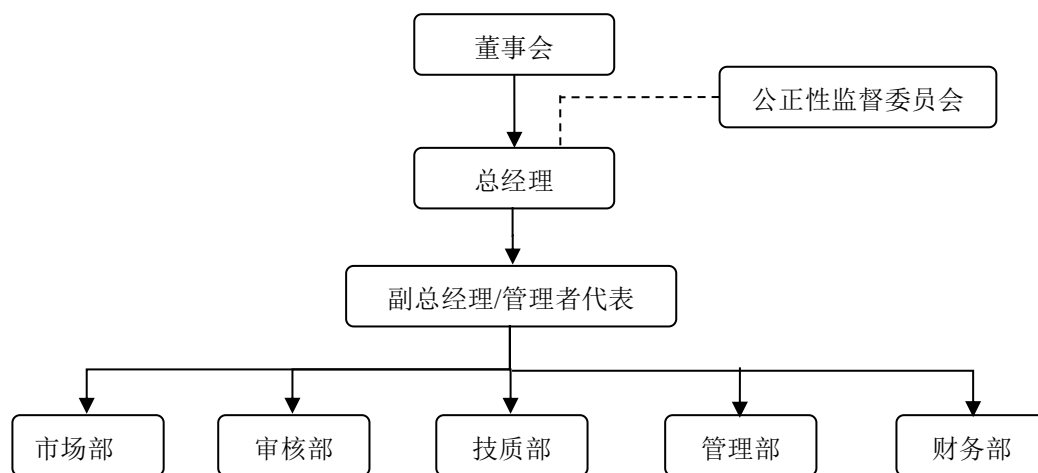 董事会
公正性监督委员会
总经理
副总经理/管理者代表
市场部
审核部
技质部
管理部
财务部